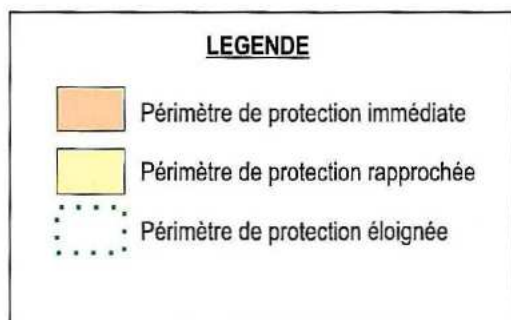 LEGENDE
Périmètre de protection immédiate
Périmètre de protection rapprochée
Périmètre de protection éloignée